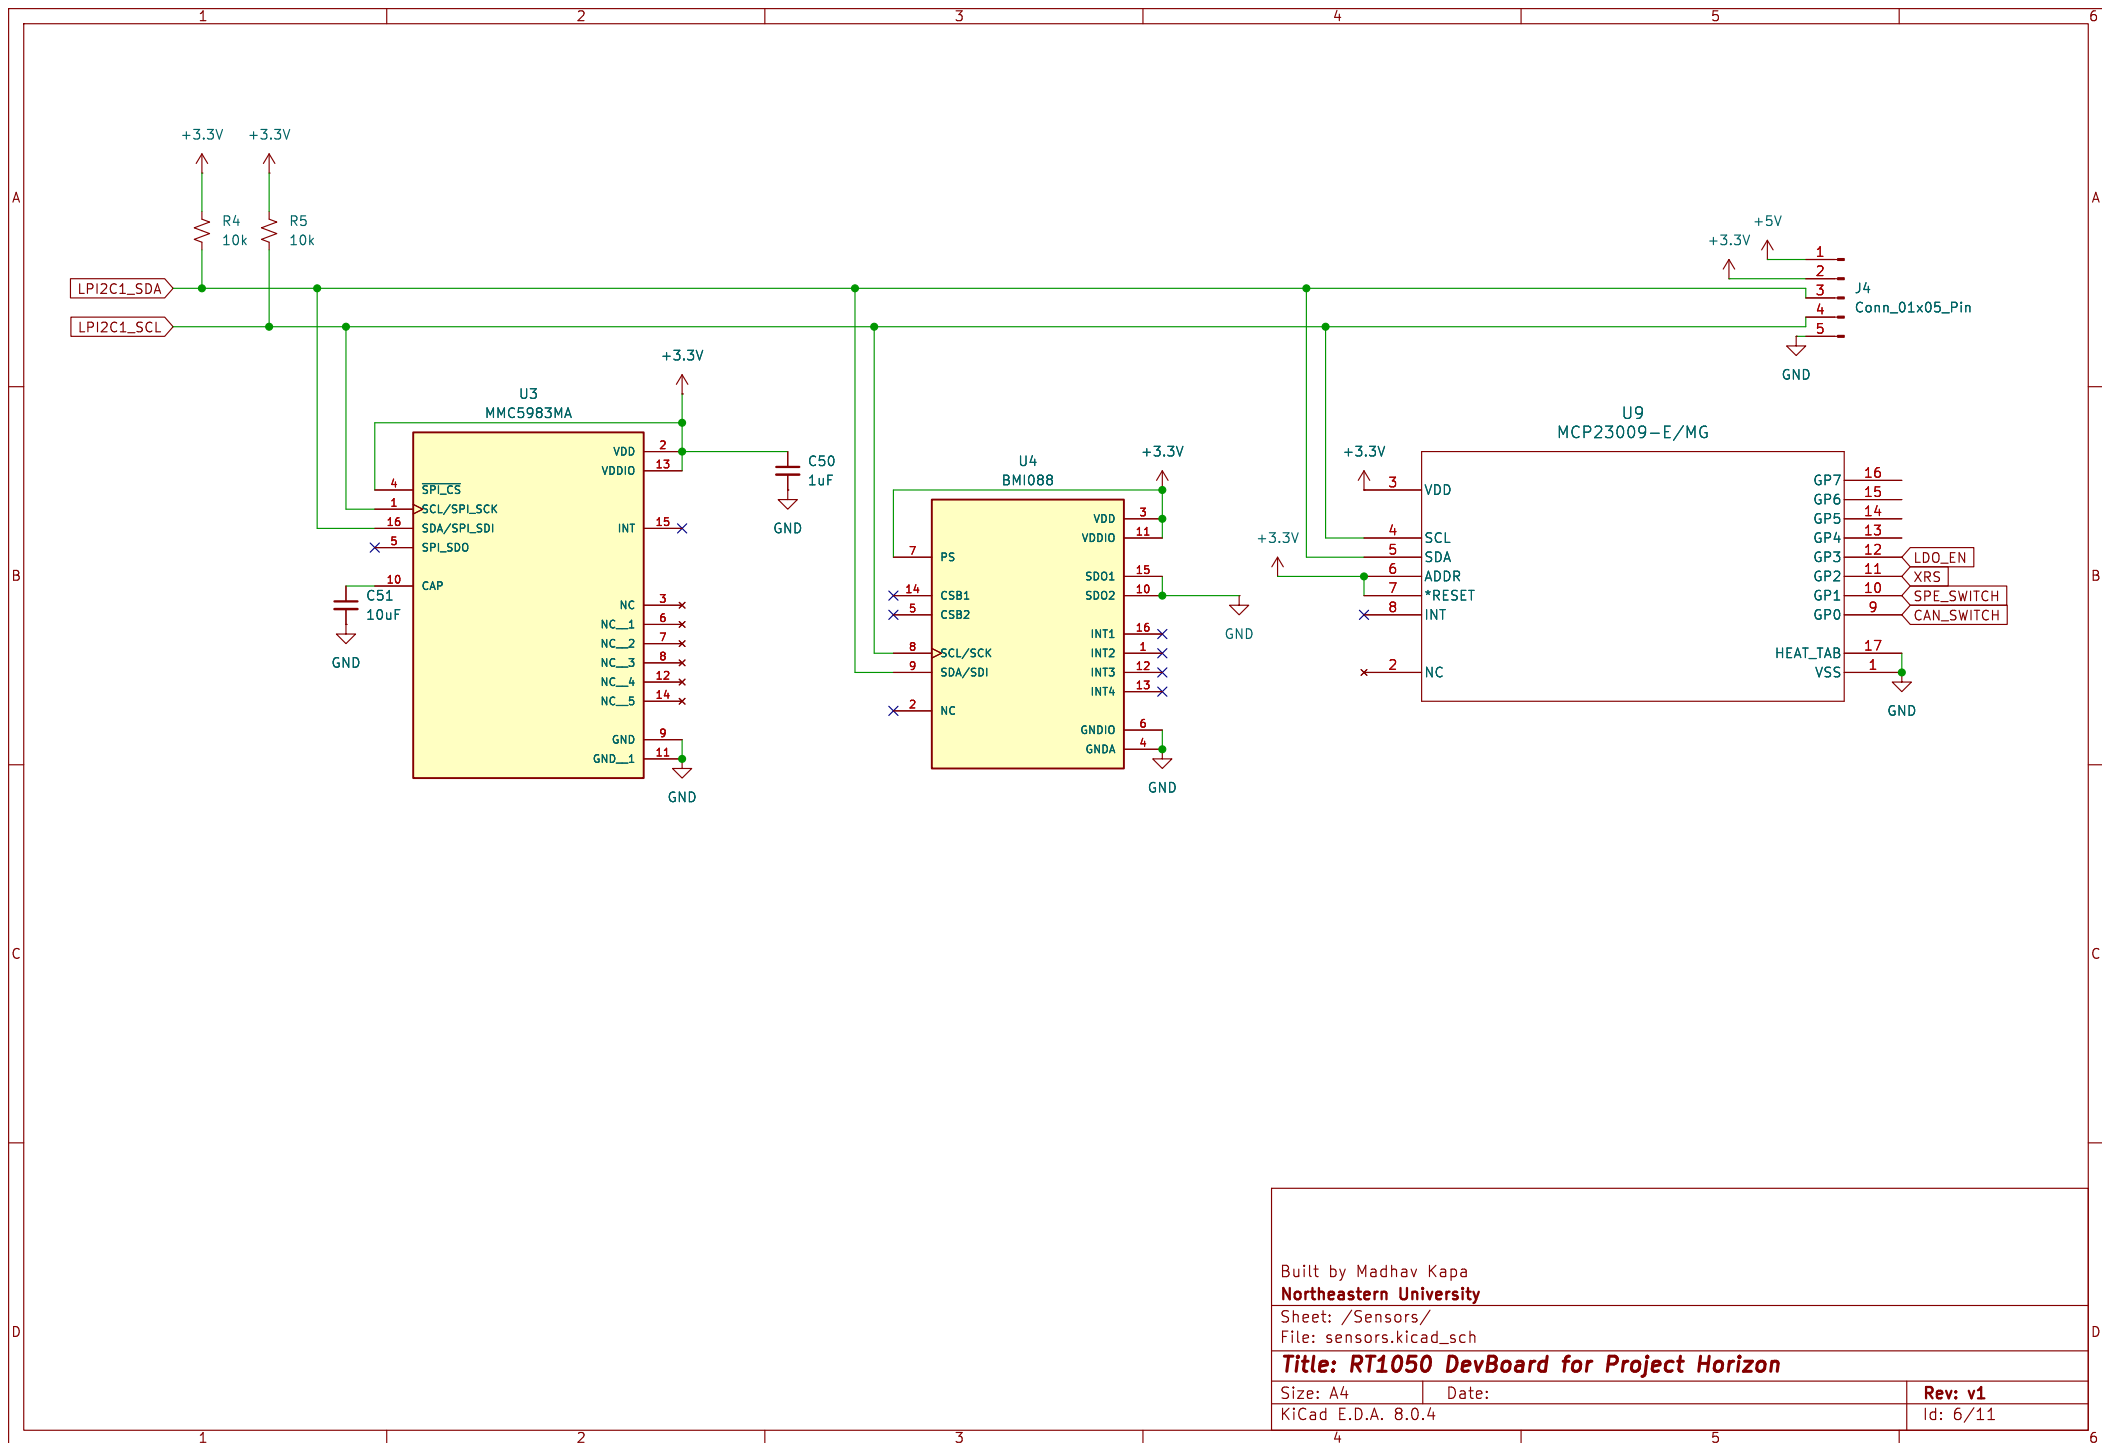 1 2 3 4 5 6
+3.3V +3.3V
A A
R4 R5
10k 10k
+5V
+3.3V
1
2
LPI2C1_SDA
3 J4
4 Conn_01x05_Pin
LPI2C1_SCL
5
GND
+3.3V
U3
MMC5983MA
VDD 2
VDDIO 13
4 SPI_CS
1 SCL/SPI_SCK
16 SDA/SPI_SDI
INT 15
5 SPI_SDO
10 CAP
NC 3
NC__1 6
NC__2 7
NC__3 8
NC__4 12
NC__5 14
GND 9
GND__1 11
GND
C50
1uF
GND
C51
10uF
GND
U4
BMI088
+3.3V
VDD 3
VDDIO 11
7 PS
SDO1 15
14 CSB1
SDO2 10
5 CSB2
GND
INT1 16
8 SCL/SCK
INT2 1
9 SDA/SDI
INT3 12
INT4 13
2 NC
GNDIO 6
GNDA 4
GND
U9
MCP23009-E/MG
+3.3V
3 VDD
GP7 16
GP6 15
GP5 14
4 SCL
GP4 13
+3.3V
5 SDA
GP3 12 LDO_EN
6 ADDR
GP2 11 XRS
7 *RESET
GP1 10 SPE_SWITCH
8 INT
GP0 9 CAN_SWITCH
HEAT_TAB 17
2 NC
VSS 1
GND
B B
C C
Built by Madhav Kapa
Northeastern University
Sheet: /Sensors/
File: sensors.kicad_sch
D D
Title: RT1050 DevBoard for Project Horizon
Size: A4 Date: Rev: v1
KiCad E.D.A. 8.0.4 Id: 6/11
1 2 3 4 5 6